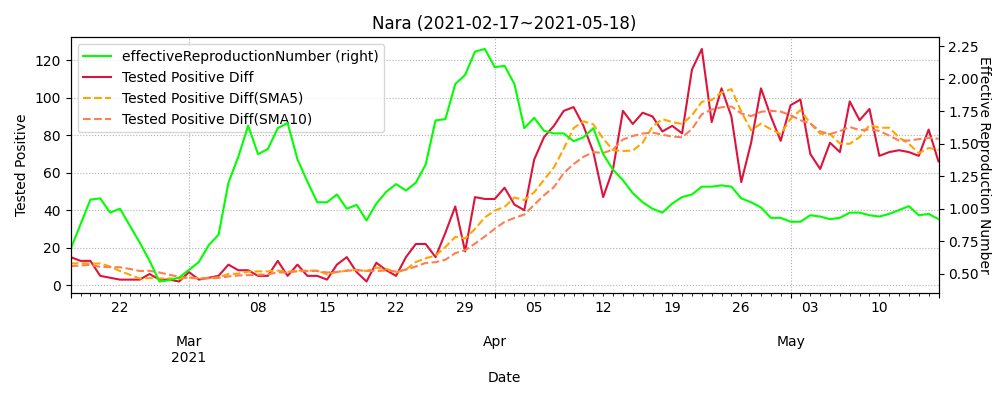 Nara (2021-02-17~2021-05-18)
effectiveReproductionNumber (right)
Tested Positive Diff
Tested Positive Diff(SMA5)
Tested Positive Diff(SMA10)
Tested Positive
120
100
80
60
40
20
0
2.25
2.00
1.75
1.50
1.25
1.00
0.75
0.50
Effective Reproduction Number
22 08 15 22 29 05 12 19 26 03 10
Mar Apr May
2021
Date